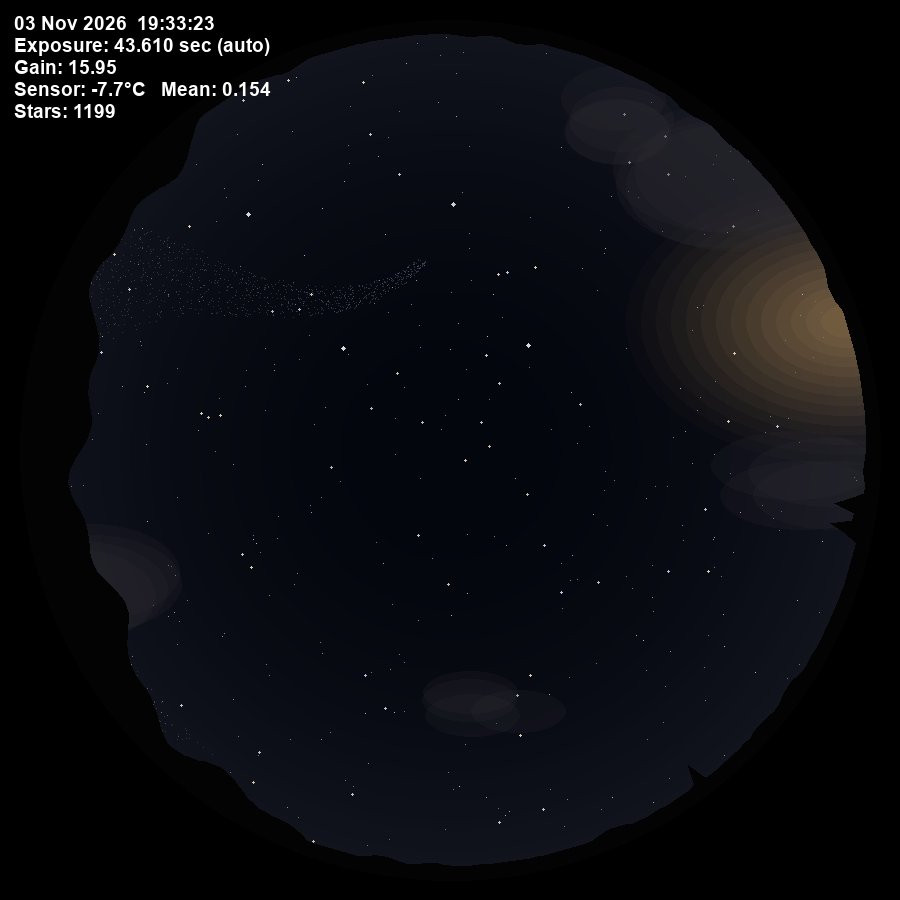 03 Nov 2026 19:33:23
Exposure: 43.610 sec (auto)
Gain: 15.95
Sensor: -7.7°C Mean: 0.154
Stars: 1199